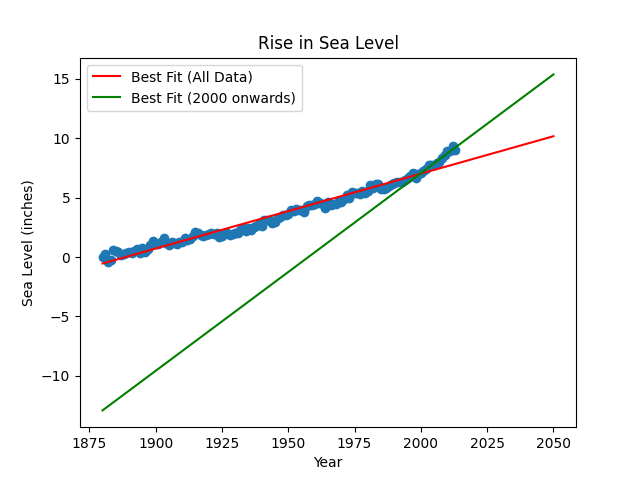 Rise in Sea Level
Best Fit (All Data)
Best Fit (2000 onwards)
15
10
5
0
−5
−10
Sea Level (inches)
1875
1900
1925
1950
1975
2000
2025
2050
Year